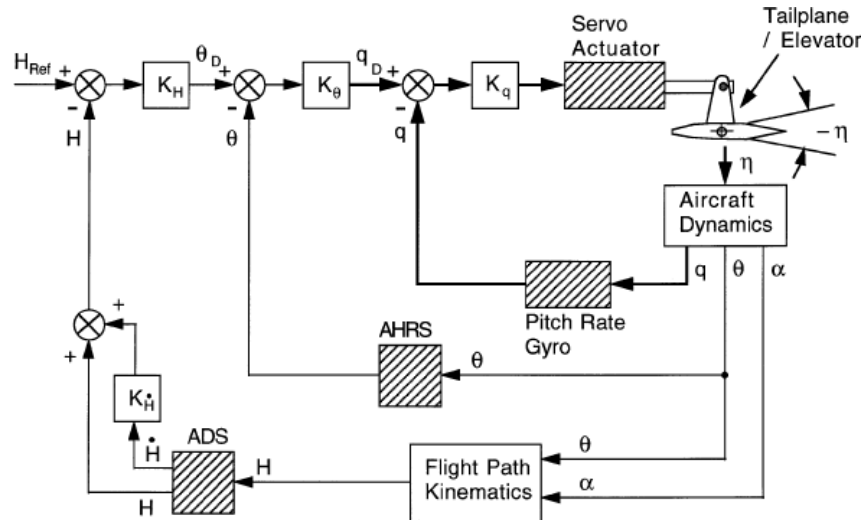 Servo
Actuator
Tailplane
/ Elevator
H_Ref
+
-
K_H
θ_D
+
-
K_θ
q_D
+
-
K_q
- η
H
θ
q
η
Aircraft
Dynamics
q
θ
α
Pitch Rate
Gyro
AHRS
θ
+
+
K_Ḣ
Ḣ
ADS
H
H
Flight Path
Kinematics
θ
α